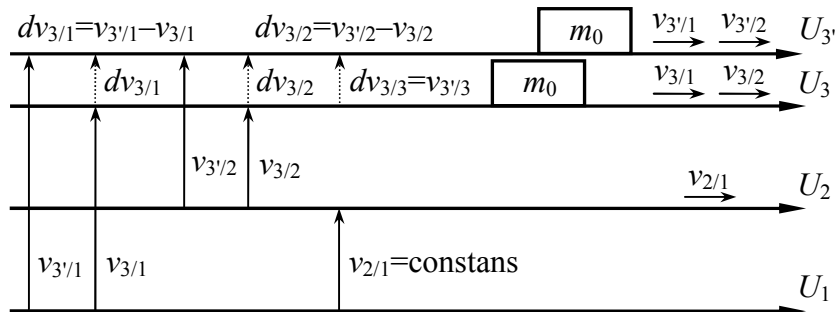 dv₃/₁=v₃'/₁–v₃/₁ dv₃/₂=v₃'/₂–v₃/₂ m₀ v₃'/₁ v₃'/₂ U₃'
dv₃/₁ dv₃/₂ dv₃/₃=v₃'/₃ m₀ v₃/₁ v₃/₂ U₃
v₃'/₂ v₃/₂ v₂/₁ U₂
v₃'/₁ v₃/₁ v₂/₁=constans U₁